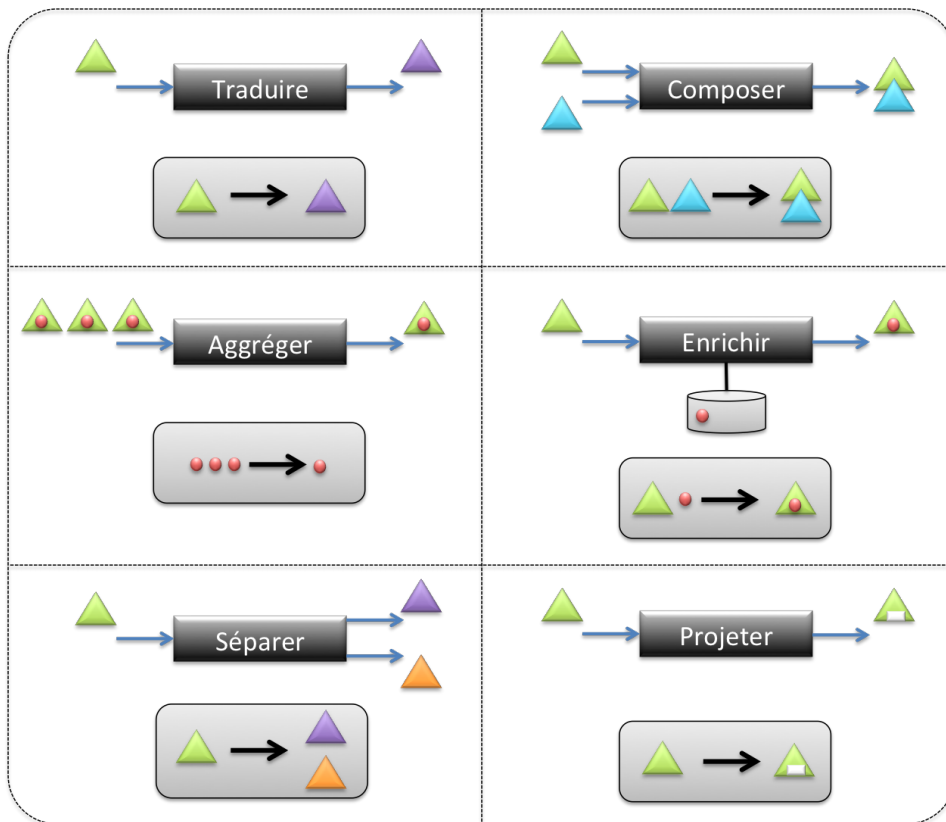 Traduire
Composer
Aggréger
Enrichir
Séparer
Projeter